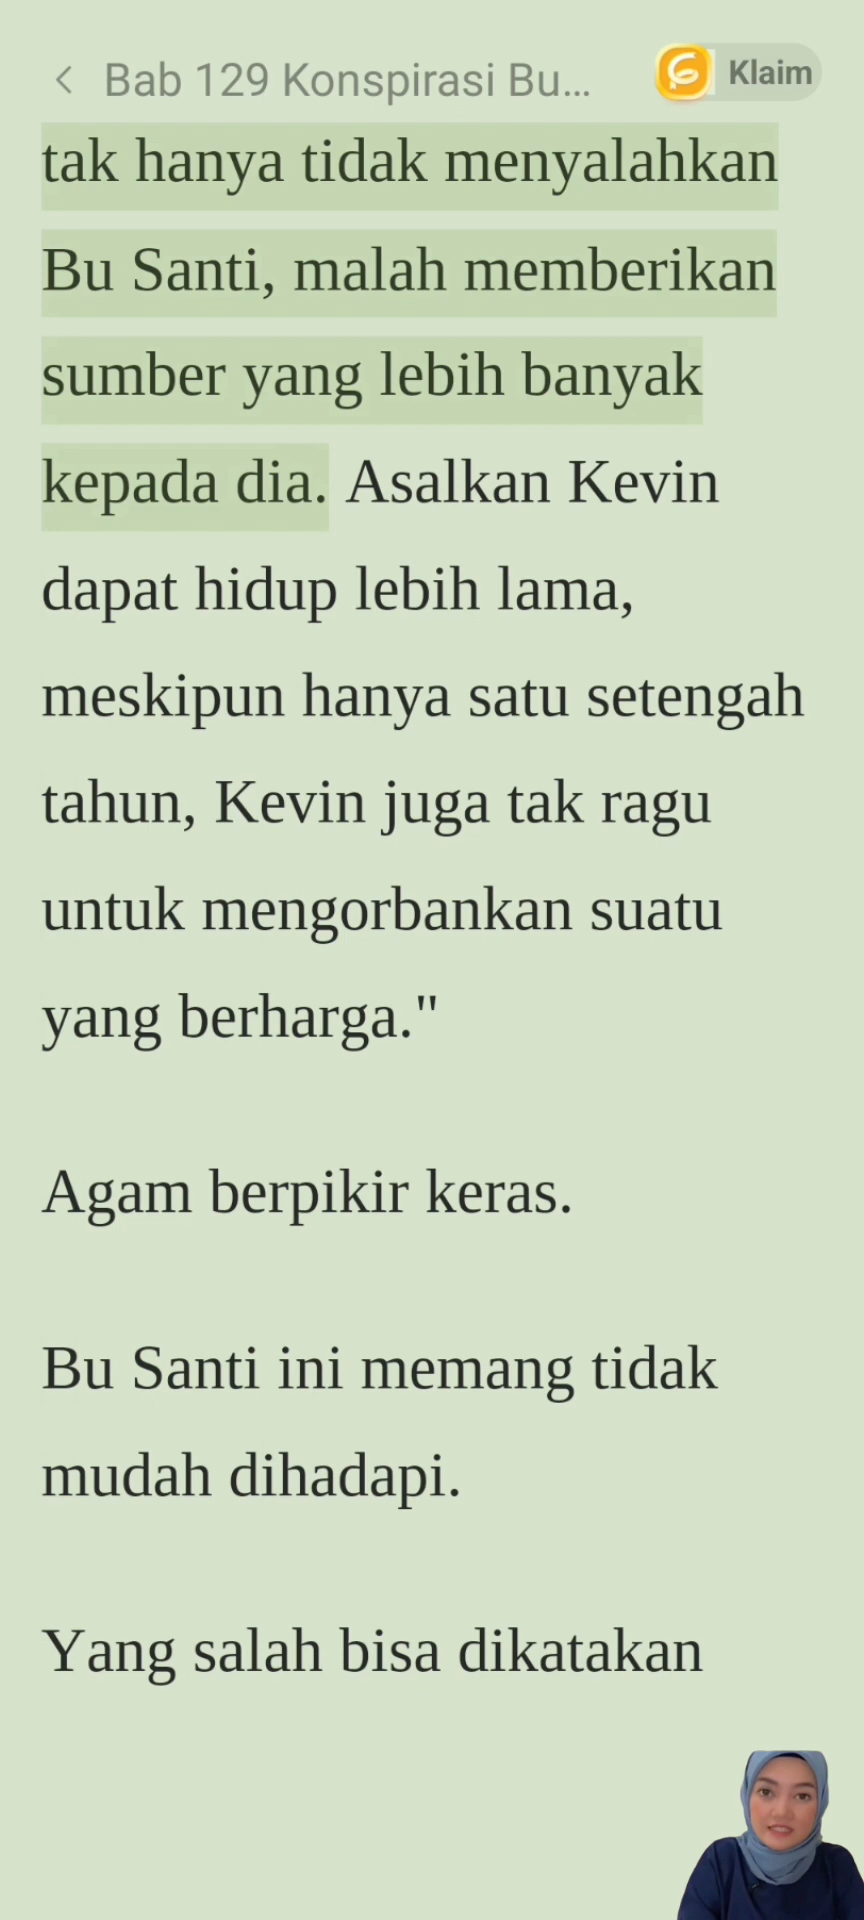 Bab 129 Konspirasi Bu...
Klaim
tak hanya tidak menyalahkan
Bu Santi, malah memberikan
sumber yang lebih banyak
kepada dia. Asalkan Kevin
dapat hidup lebih lama,
meskipun hanya satu setengah
tahun, Kevin juga tak ragu
untuk mengorbankan suatu
yang berharga."
Agam berpikir keras.
Bu Santi ini memang tidak
mudah dihadapi.
Yang salah bisa dikatakan